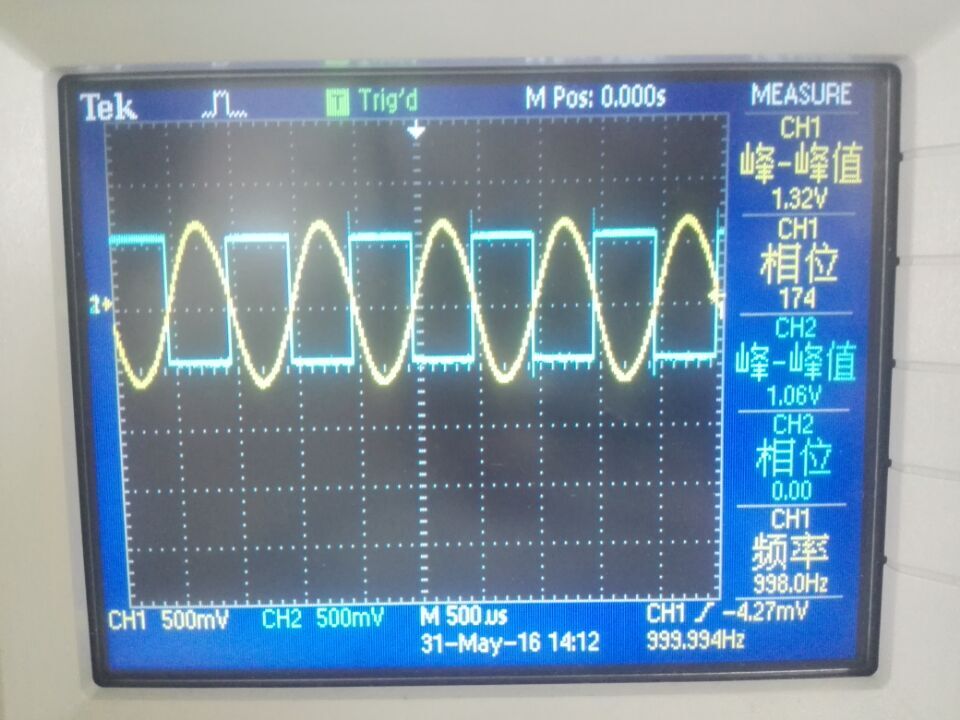 Tek
T Trig'd
M Pos: 0.000s
MEASURE
CH1
峰-峰值
1.32V
CH1
相位
174
CH2
峰-峰值
1.06V
CH2
相位
0.00
CH1
频率
998.0Hz
CH1 500mV
CH2 500mV
M 500us
CH1 -4.27mV
31-May-16 14:12
999.994Hz